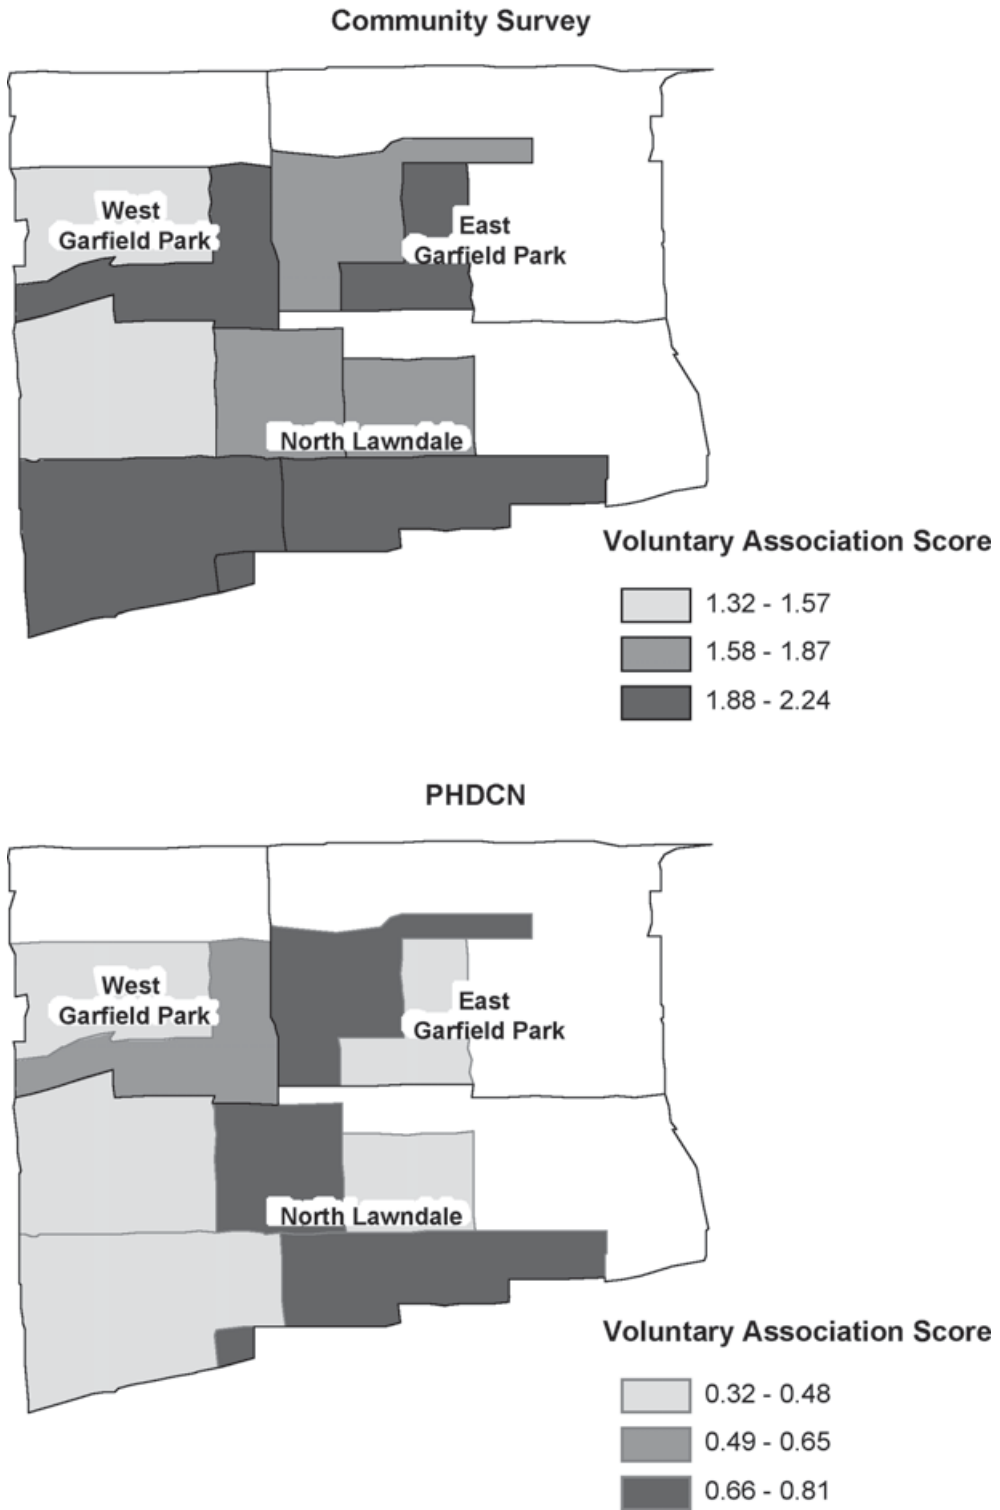 Community Survey
West
Garfield Park
East
Garfield Park
North Lawndale
Voluntary Association Score
1.32 - 1.57
1.58 - 1.87
1.88 - 2.24
PHDCN
West
Garfield Park
East
Garfield Park
North Lawndale
Voluntary Association Score
0.32 - 0.48
0.49 - 0.65
0.66 - 0.81